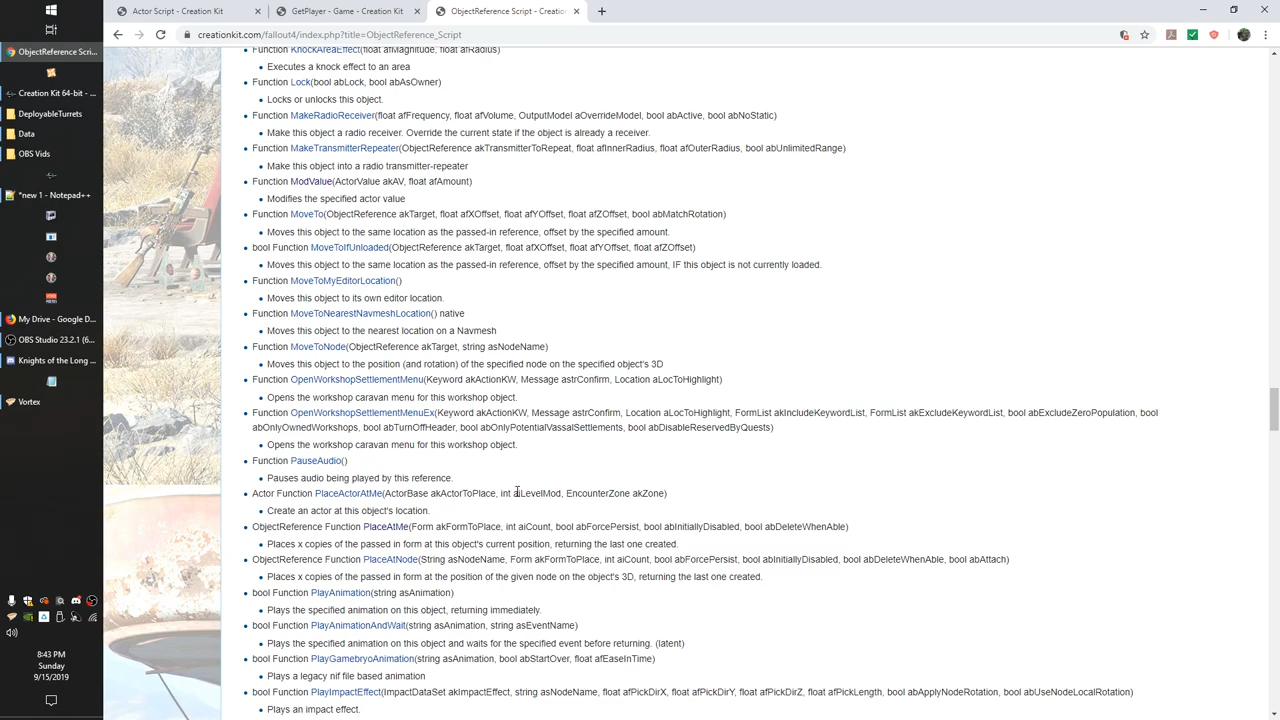 Actor Script - Creation Kit
GetPlayer - Game - Creation Kit
ObjectReference Script - Creation
creationkit.com/fallout4/index.php?title=ObjectReference_Script
ObjectReference Scri...
Creation Kit 64-bit - ...
DeployableTurrets
Data
OBS Vids
*new 1 - Notepad++
My Drive - Google D...
OBS Studio 23.2.1 (6...
Knights of the Long ...
Vortex
8:43 PM
Sunday
9/15/2019
Function KnockAreaEffect(float afMagnitude, float afRadius)
Executes a knock effect to an area
Function Lock(bool abLock, bool abAsOwner)
Locks or unlocks this object.
Function MakeRadioReceiver(float afFrequency, float afVolume, OutputModel aOverrideModel, bool abActive, bool abNoStatic)
Make this object a radio receiver. Override the current state if the object is already a receiver.
Function MakeTransmitterRepeater(ObjectReference akTransmitterToRepeat, float afInnerRadius, float afOuterRadius, bool abUnlimitedRange)
Make this object into a radio transmitter-repeater
Function ModValue(ActorValue akAV, float afAmount)
Modifies the specified actor value
Function MoveTo(ObjectReference akTarget, float afXOffset, float afYOffset, float afZOffset, bool abMatchRotation)
Moves this object to the same location as the passed-in reference, offset by the specified amount.
bool Function MoveToIfUnloaded(ObjectReference akTarget, float afXOffset, float afYOffset, float afZOffset)
Moves this object to the same location as the passed-in reference, offset by the specified amount, IF this object is not currently loaded.
Function MoveToMyEditorLocation()
Moves this object to its own editor location.
Function MoveToNearestNavmeshLocation() native
Moves this object to the nearest location on a Navmesh
Function MoveToNode(ObjectReference akTarget, string asNodeName)
Moves this object to the position (and rotation) of the specified node on the specified object's 3D
Function OpenWorkshopSettlementMenu(Keyword akActionKW, Message astrConfirm, Location aLocToHighlight)
Opens the workshop caravan menu for this workshop object.
Function OpenWorkshopSettlementMenuEx(Keyword akActionKW, Message astrConfirm, Location aLocToHighlight, FormList akIncludeKeywordList, FormList akExcludeKeywordList, bool abExcludeZeroPopulation, bool
abOnlyOwnedWorkshops, bool abTurnOffHeader, bool abOnlyPotentialVassalSettlements, bool abDisableReservedByQuests)
Opens the workshop caravan menu for this workshop object.
Function PauseAudio()
Pauses audio being played by this reference.
Actor Function PlaceActorAtMe(ActorBase akActorToPlace, int aiLevelMod, EncounterZone akZone)
Create an actor at this object's location.
ObjectReference Function PlaceAtMe(Form akFormToPlace, int aiCount, bool abForcePersist, bool abInitiallyDisabled, bool abDeleteWhenAble)
Places x copies of the passed in form at this object's current position, returning the last one created.
ObjectReference Function PlaceAtNode(String asNodeName, Form akFormToPlace, int aiCount, bool abForcePersist, bool abInitiallyDisabled, bool abDeleteWhenAble, bool abAttach)
Places x copies of the passed in form at the position of the given node on the object's 3D, returning the last one created.
bool Function PlayAnimation(string asAnimation)
Plays the specified animation on this object, returning immediately.
bool Function PlayAnimationAndWait(string asAnimation, string asEventName)
Plays the specified animation on this object and waits for the specified event before returning. (latent)
bool Function PlayGamebryoAnimation(string asAnimation, bool abStartOver, float afEaseInTime)
Plays a legacy nif file based animation
bool Function PlayImpactEffect(ImpactDataSet akImpactEffect, string asNodeName, float afPickDirX, float afPickDirY, float afPickDirZ, float afPickLength, bool abApplyNodeRotation, bool abUseNodeLocalRotation)
Plays an impact effect.